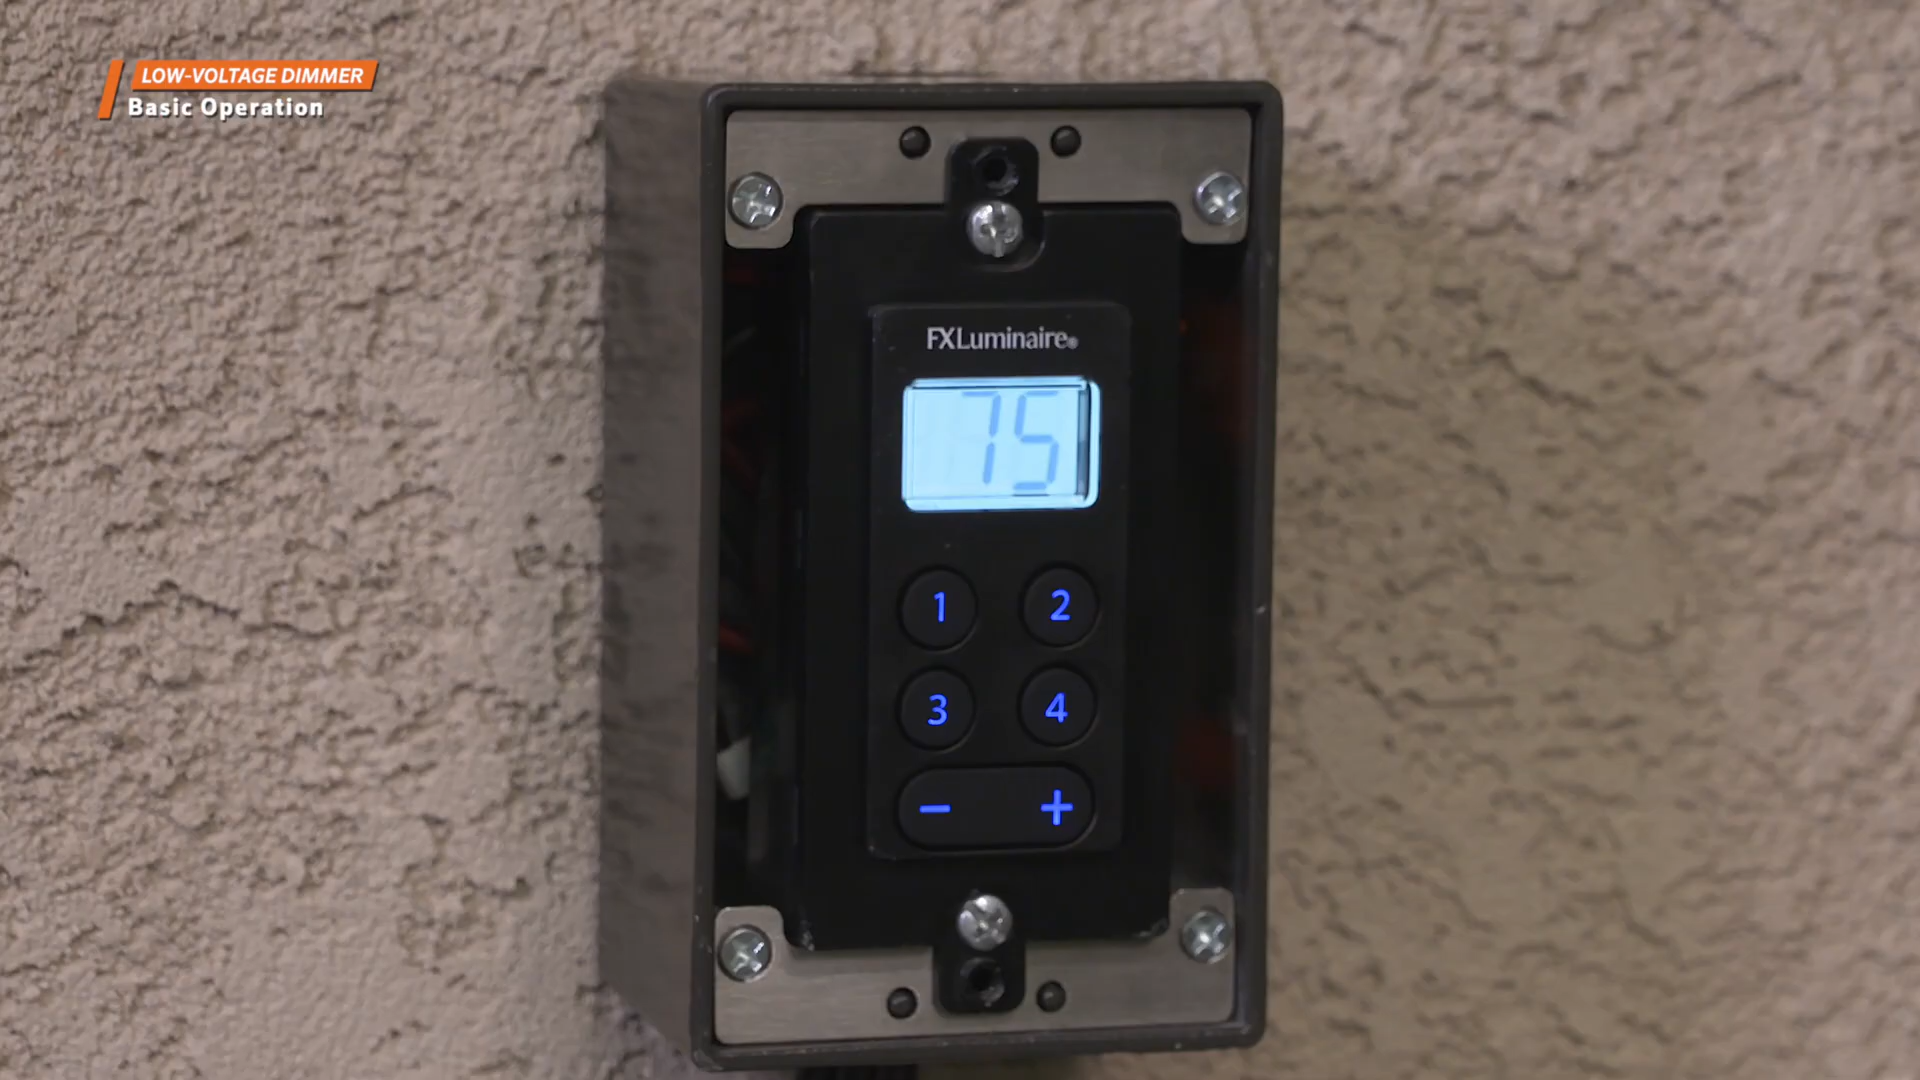 LOW-VOLTAGE DIMMER
Basic Operation
FXLuminaire®
75
1 2
3 4
− +